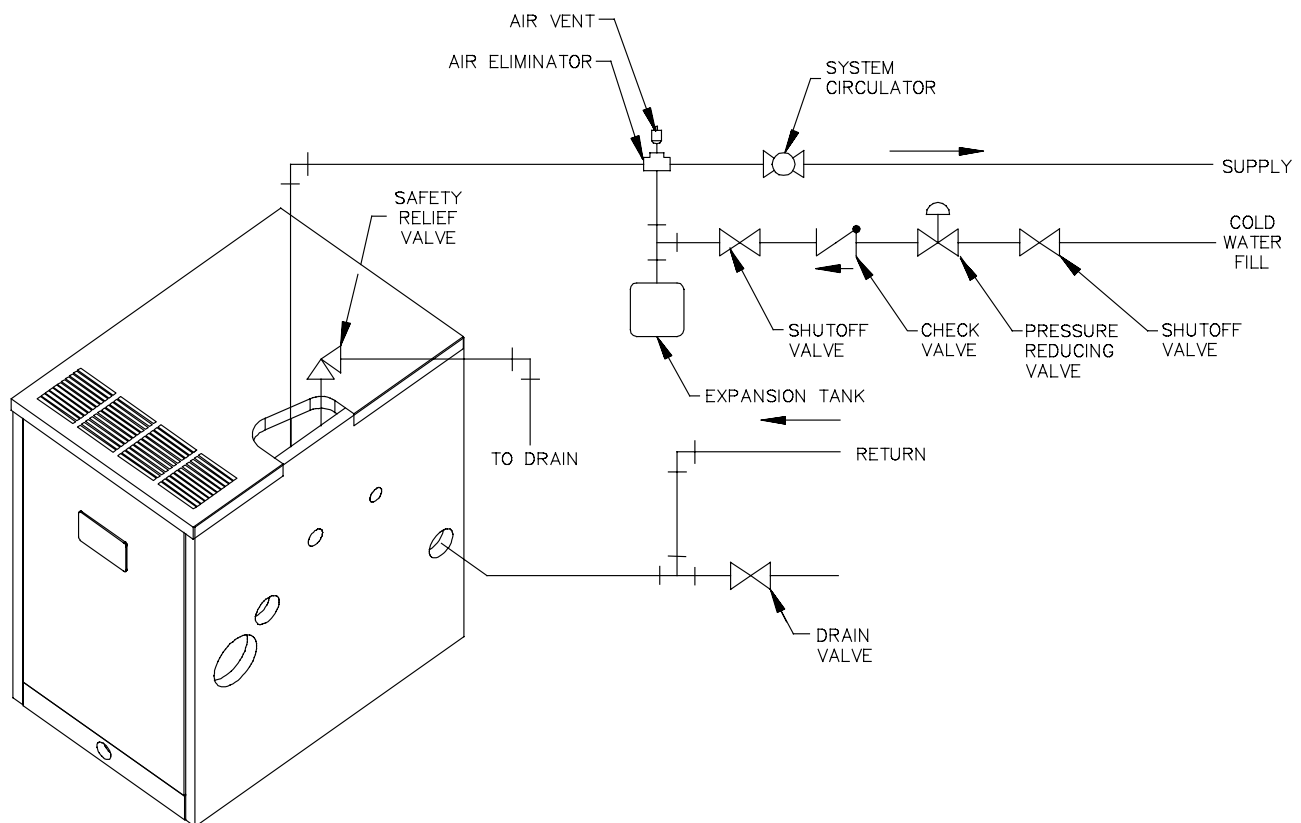 AIR VENT
AIR ELIMINATOR
SYSTEM
CIRCULATOR
SUPPLY
SAFETY
RELIEF
VALVE
COLD
WATER
FILL
SHUTOFF
VALVE
CHECK
VALVE
PRESSURE
REDUCING
VALVE
SHUTOFF
VALVE
EXPANSION TANK
TO DRAIN
RETURN
DRAIN
VALVE